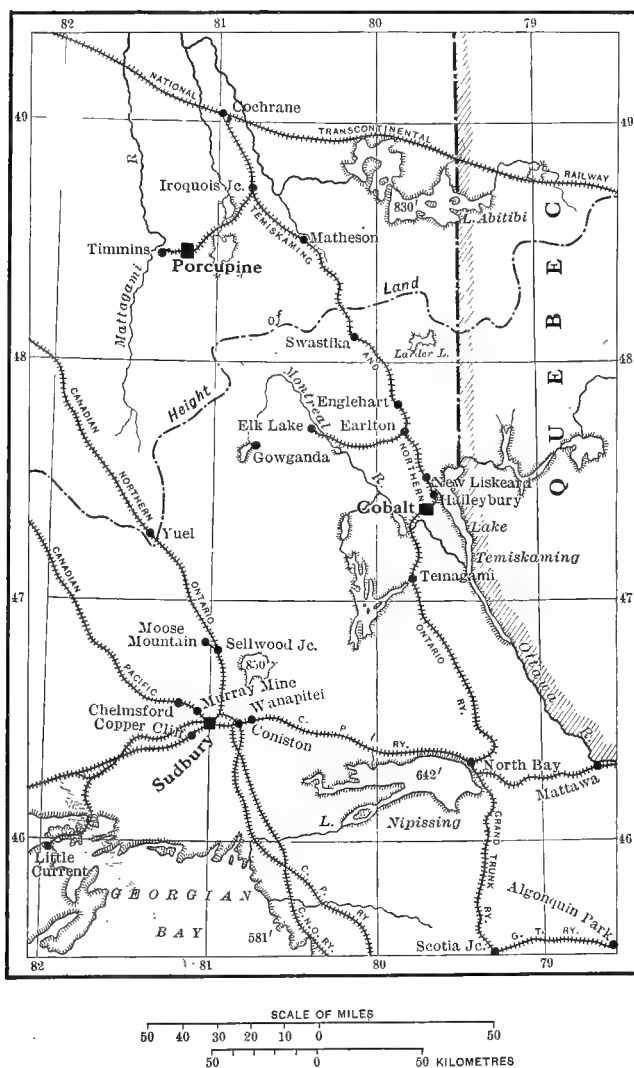 82
81
80
79
NATIONAL
Cochrane
49
49
TRANSCONTINENTAL
RAILWAY
R.
Iroquois Jc.
830'
L. Abitibi
TEMISKAMING
Matheson
Timmins
Porcupine
Mattagami
QUEBEC
Height of Land
Swastika
AND
Larder L.
48
48
CANADIAN
NORTHERN
ONTARIO
Montreal R.
Englehart
Elk Lake
Earlton
Gowganda
NORTHERN
New Liskeard
Haileybury
Cobalt
Lake
Temiskaming
Yuel
CANADIAN
PACIFIC
Temagami
47
47
ONTARIO
RY.
Moose
Mountain
Sellwood Jc.
850
Ottawa R.
Murray Mine
Chelmsford
Wanapitei
Copper Cliff
Coniston
Sudbury
C. P. RY.
North Bay
642'
Mattawa
L. Nipissing
46
46
Little
Current
GEORGIAN
BAY
581'
C. P. RY
C.N.O. RY.
GRAND
TRUNK
RY.
Algonquin Park
Scotia Jc.
G. T. RY.
82
81
80
79
SCALE OF MILES
50 40 30 20 10 0 50
50 0 50 KILOMETRES